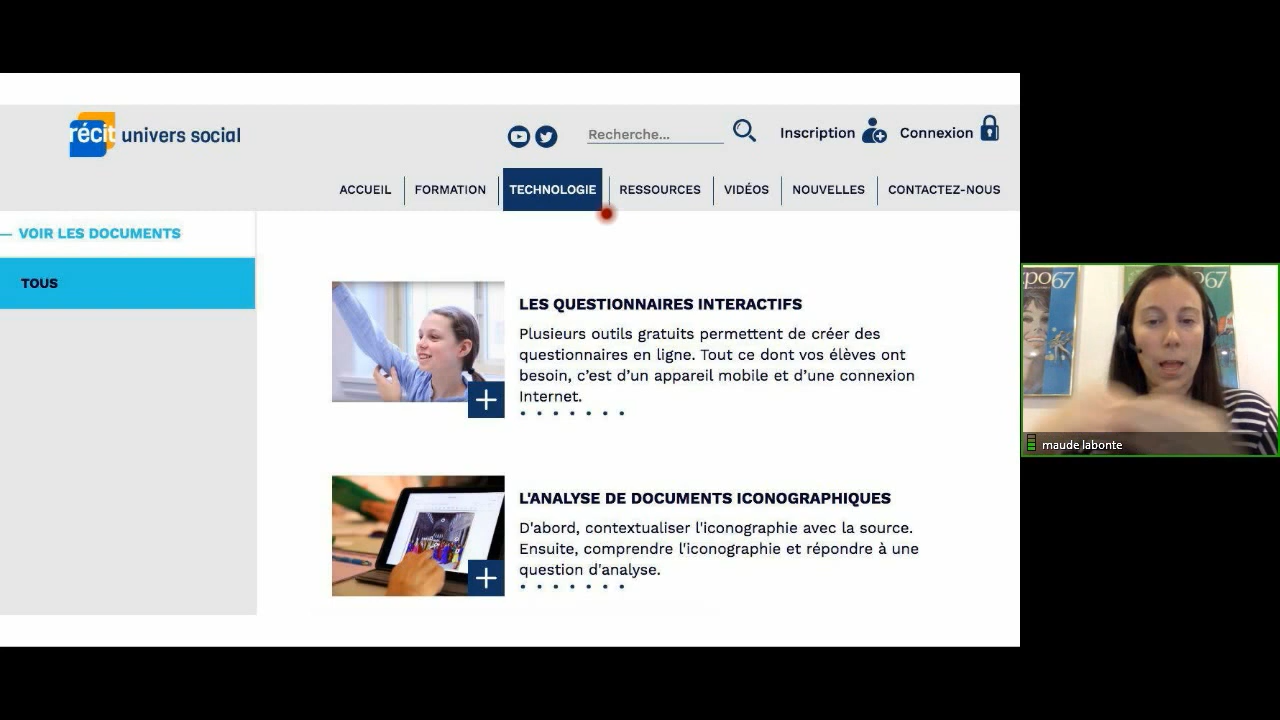 récit univers social
Recherche...
Inscription
Connexion
ACCUEIL
FORMATION
TECHNOLOGIE
RESSOURCES
VIDÉOS
NOUVELLES
CONTACTEZ-NOUS
VOIR LES DOCUMENTS
TOUS
LES QUESTIONNAIRES INTERACTIFS
Plusieurs outils gratuits permettent de créer des
questionnaires en ligne. Tout ce dont vos élèves ont
besoin, c’est d’un appareil mobile et d’une connexion
Internet.
L'ANALYSE DE DOCUMENTS ICONOGRAPHIQUES
D'abord, contextualiser l'iconographie avec la source.
Ensuite, comprendre l'iconographie et répondre à une
question d'analyse.
po67
67
maude labonte